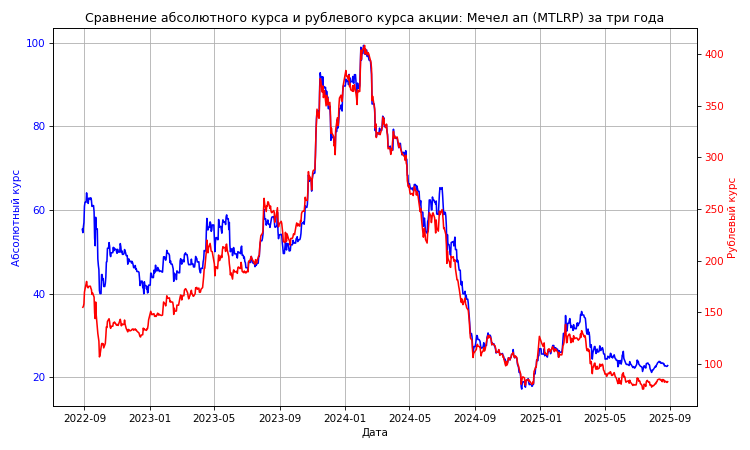 Сравнение абсолютного курса и рублевого курса акции: Мечел ап (MTLRP) за три года
100
80
60
40
20
Абсолютный курс
400
350
300
250
200
150
100
Рублевый курс
2022-09 2023-01 2023-05 2023-09 2024-01 2024-05 2024-09 2025-01 2025-05 2025-09
Дата